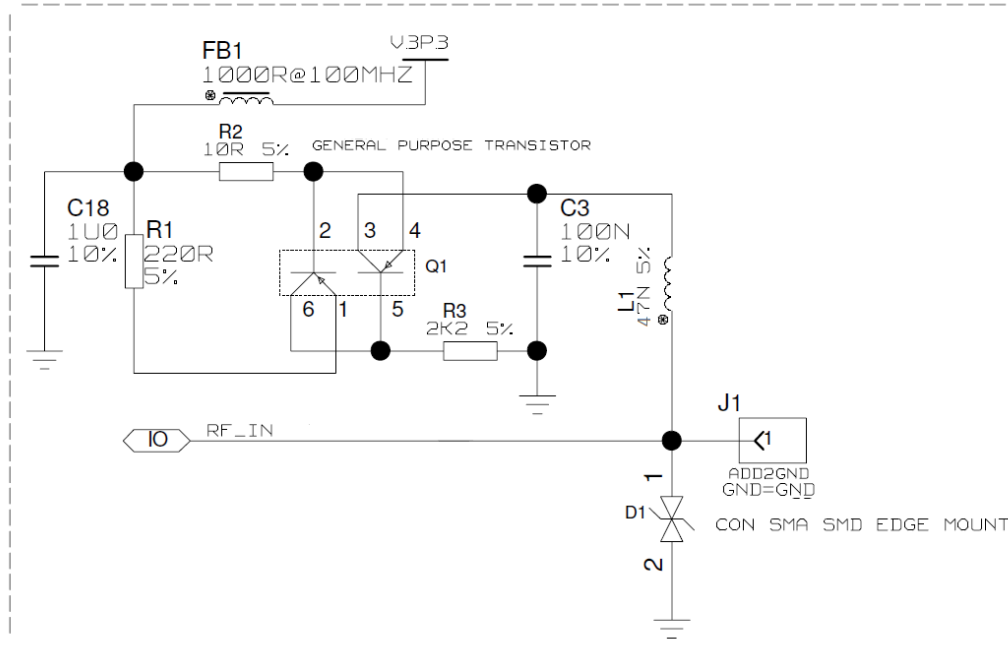 V3P3
FB1
1000R@100MHZ
R2
10R 5%
GENERAL PURPOSE TRANSISTOR
C18
1U0
10%
R1
220R
5%
2
3
4
Q1
6
1
5
C3
100N
10%
L1
47N 5%
R3
2K2 5%
J1
IO
RF_IN
1
ADD2GND
GND=GND
1
D1
CON SMA SMD EDGE MOUNT
2